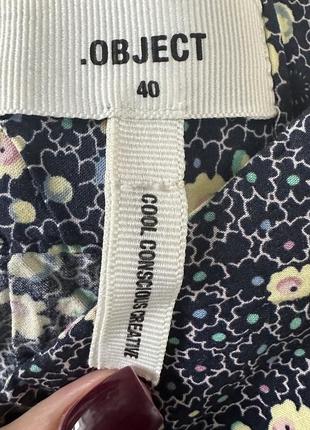 .OBJECT
40
COOL, CONSCIOUS, CREATIVE